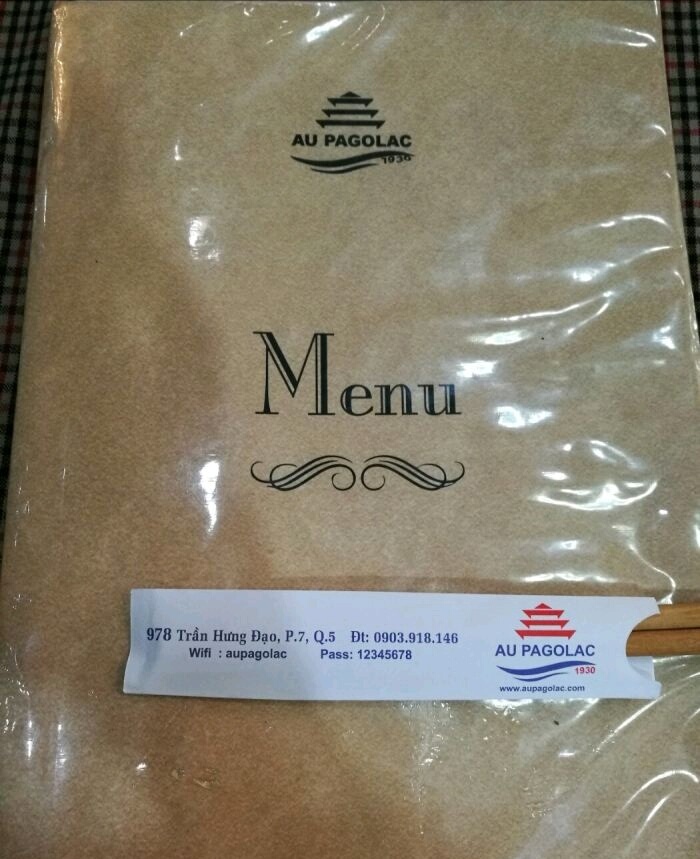 AU PAGOLAC
1930
Menu
978 Trần Hưng Đạo, P.7, Q.5 Đt: 0903.918.146
Wifi : aupagolac Pass: 12345678
AU PAGOLAC
1930
www.aupagolac.com